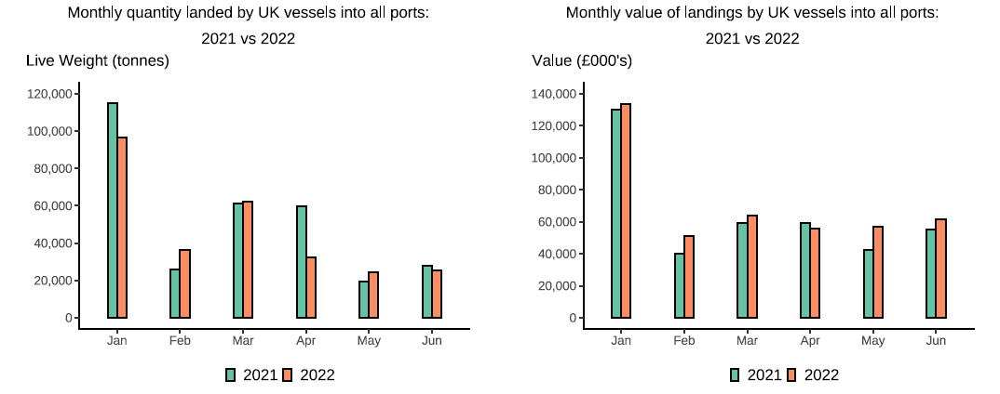 Monthly quantity landed by UK vessels into all ports:
2021 vs 2022
Live Weight (tonnes)
120,000
100,000
80,000
60,000
40,000
20,000
0
Jan Feb Mar Apr May Jun
2021 2022
Monthly value of landings by UK vessels into all ports:
2021 vs 2022
Value (£000's)
140,000
120,000
100,000
80,000
60,000
40,000
20,000
0
Jan Feb Mar Apr May Jun
2021 2022